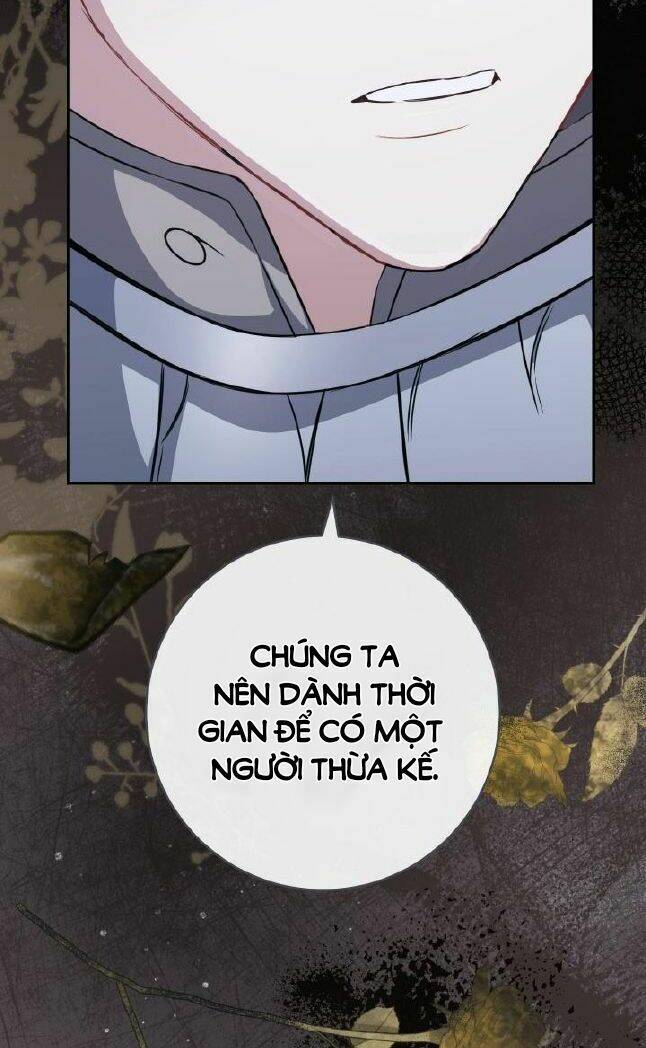 CHÚNG TA
NÊN DÀNH THỜI
GIAN ĐỂ CÓ MỘT
NGƯỜI THỪA KẾ.